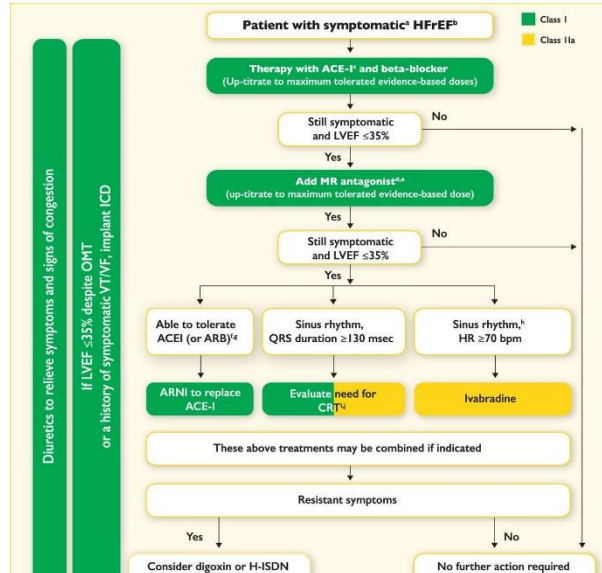 Patient with symptomaticᵃ HFrEFᵇ
Class I
Class IIa
Therapy with ACE-Iᶜ and beta-blocker
(Up-titrate to maximum tolerated evidence-based doses)
Still symptomatic
and LVEF ≤35%
No
Yes
Add MR antagonistᵈ,ᵉ
(up-titrate to maximum tolerated evidence-based dose)
Yes
Still symptomatic
and LVEF ≤35%
No
Yes
Able to tolerate
ACEI (or ARB)ᶠ,ᵍ
Sinus rhythm,
QRS duration ≥130 msec
Sinus rhythm,ʰ
HR ≥70 bpm
ARNI to replace
ACE-I
Evaluate need for
CRTⁱ,ʲ
Ivabradine
These above treatments may be combined if indicated
Resistant symptoms
Yes
No
Consider digoxin or H-ISDN
No further action required
Diuretics to relieve symptoms and signs of congestion
If LVEF ≤35% despite OMT
or a history of symptomatic VT/VF, implant ICD